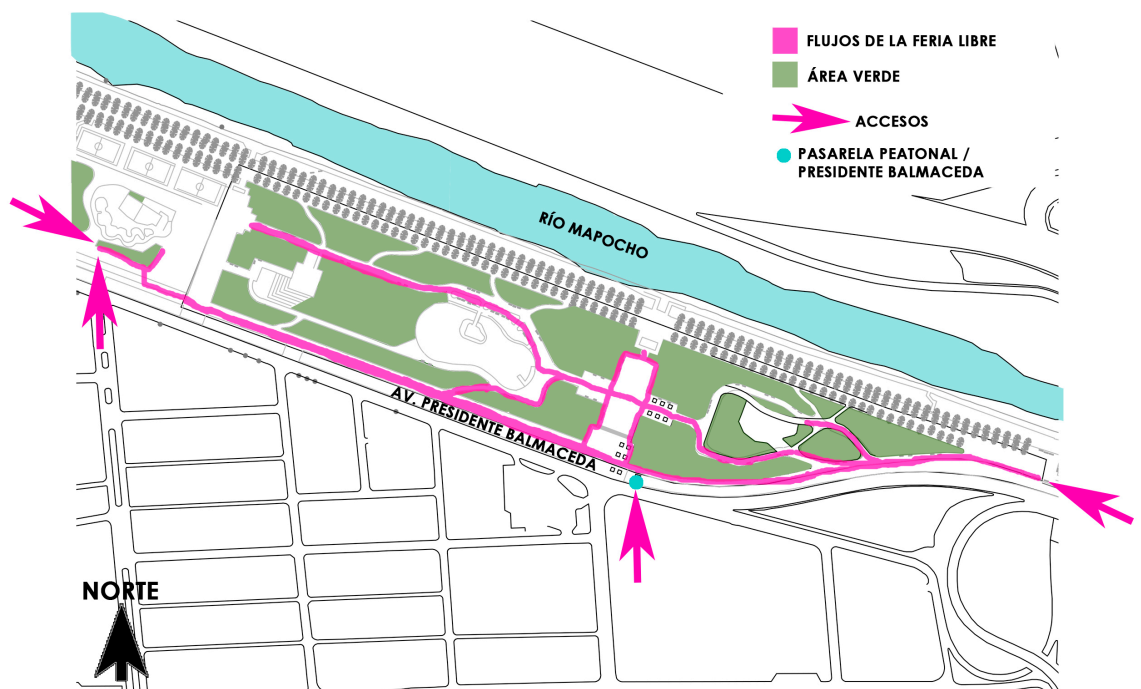 FLUJOS DE LA FERIA LIBRE
ÁREA VERDE
ACCESOS
PASARELA PEATONAL /
PRESIDENTE BALMACEDA
RÍO MAPOCHO
AV. PRESIDENTE BALMACEDA
NORTE